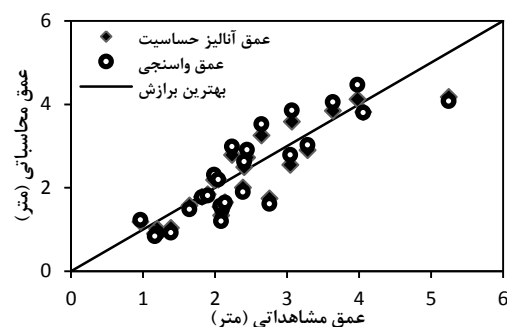 6
4
2
0
عمق محاسباتی (متر)
عمق آنالیز حساسیت
عمق واسنجی
بهترین برازش
0 1 2 3 4 5 6
عمق مشاهداتی (متر)